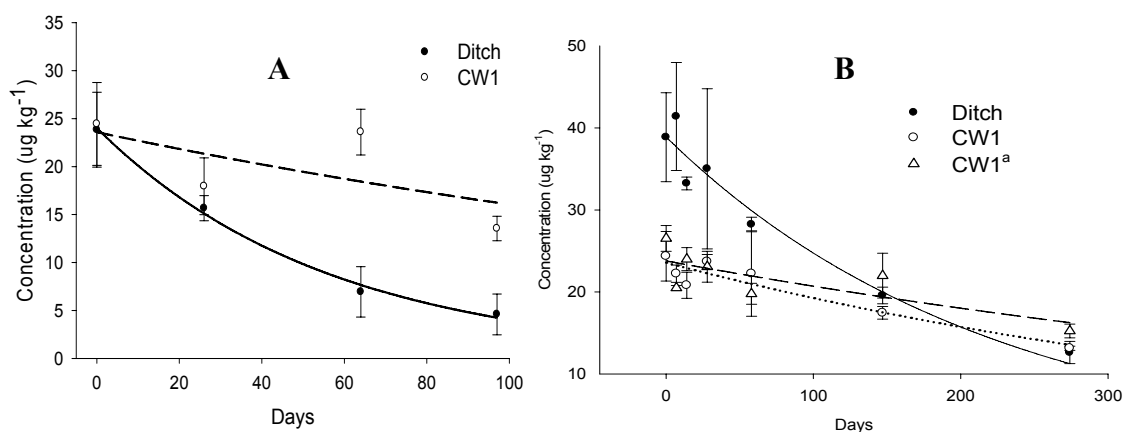 A
Ditch
CW1
Concentration (ug kg-1)
35
30
25
20
15
10
5
0
0 20 40 60 80 100
Days
B
Ditch
CW1
CW1a
Concentration (ug kg-1)
50
40
30
20
10
0 100 200 300
Days